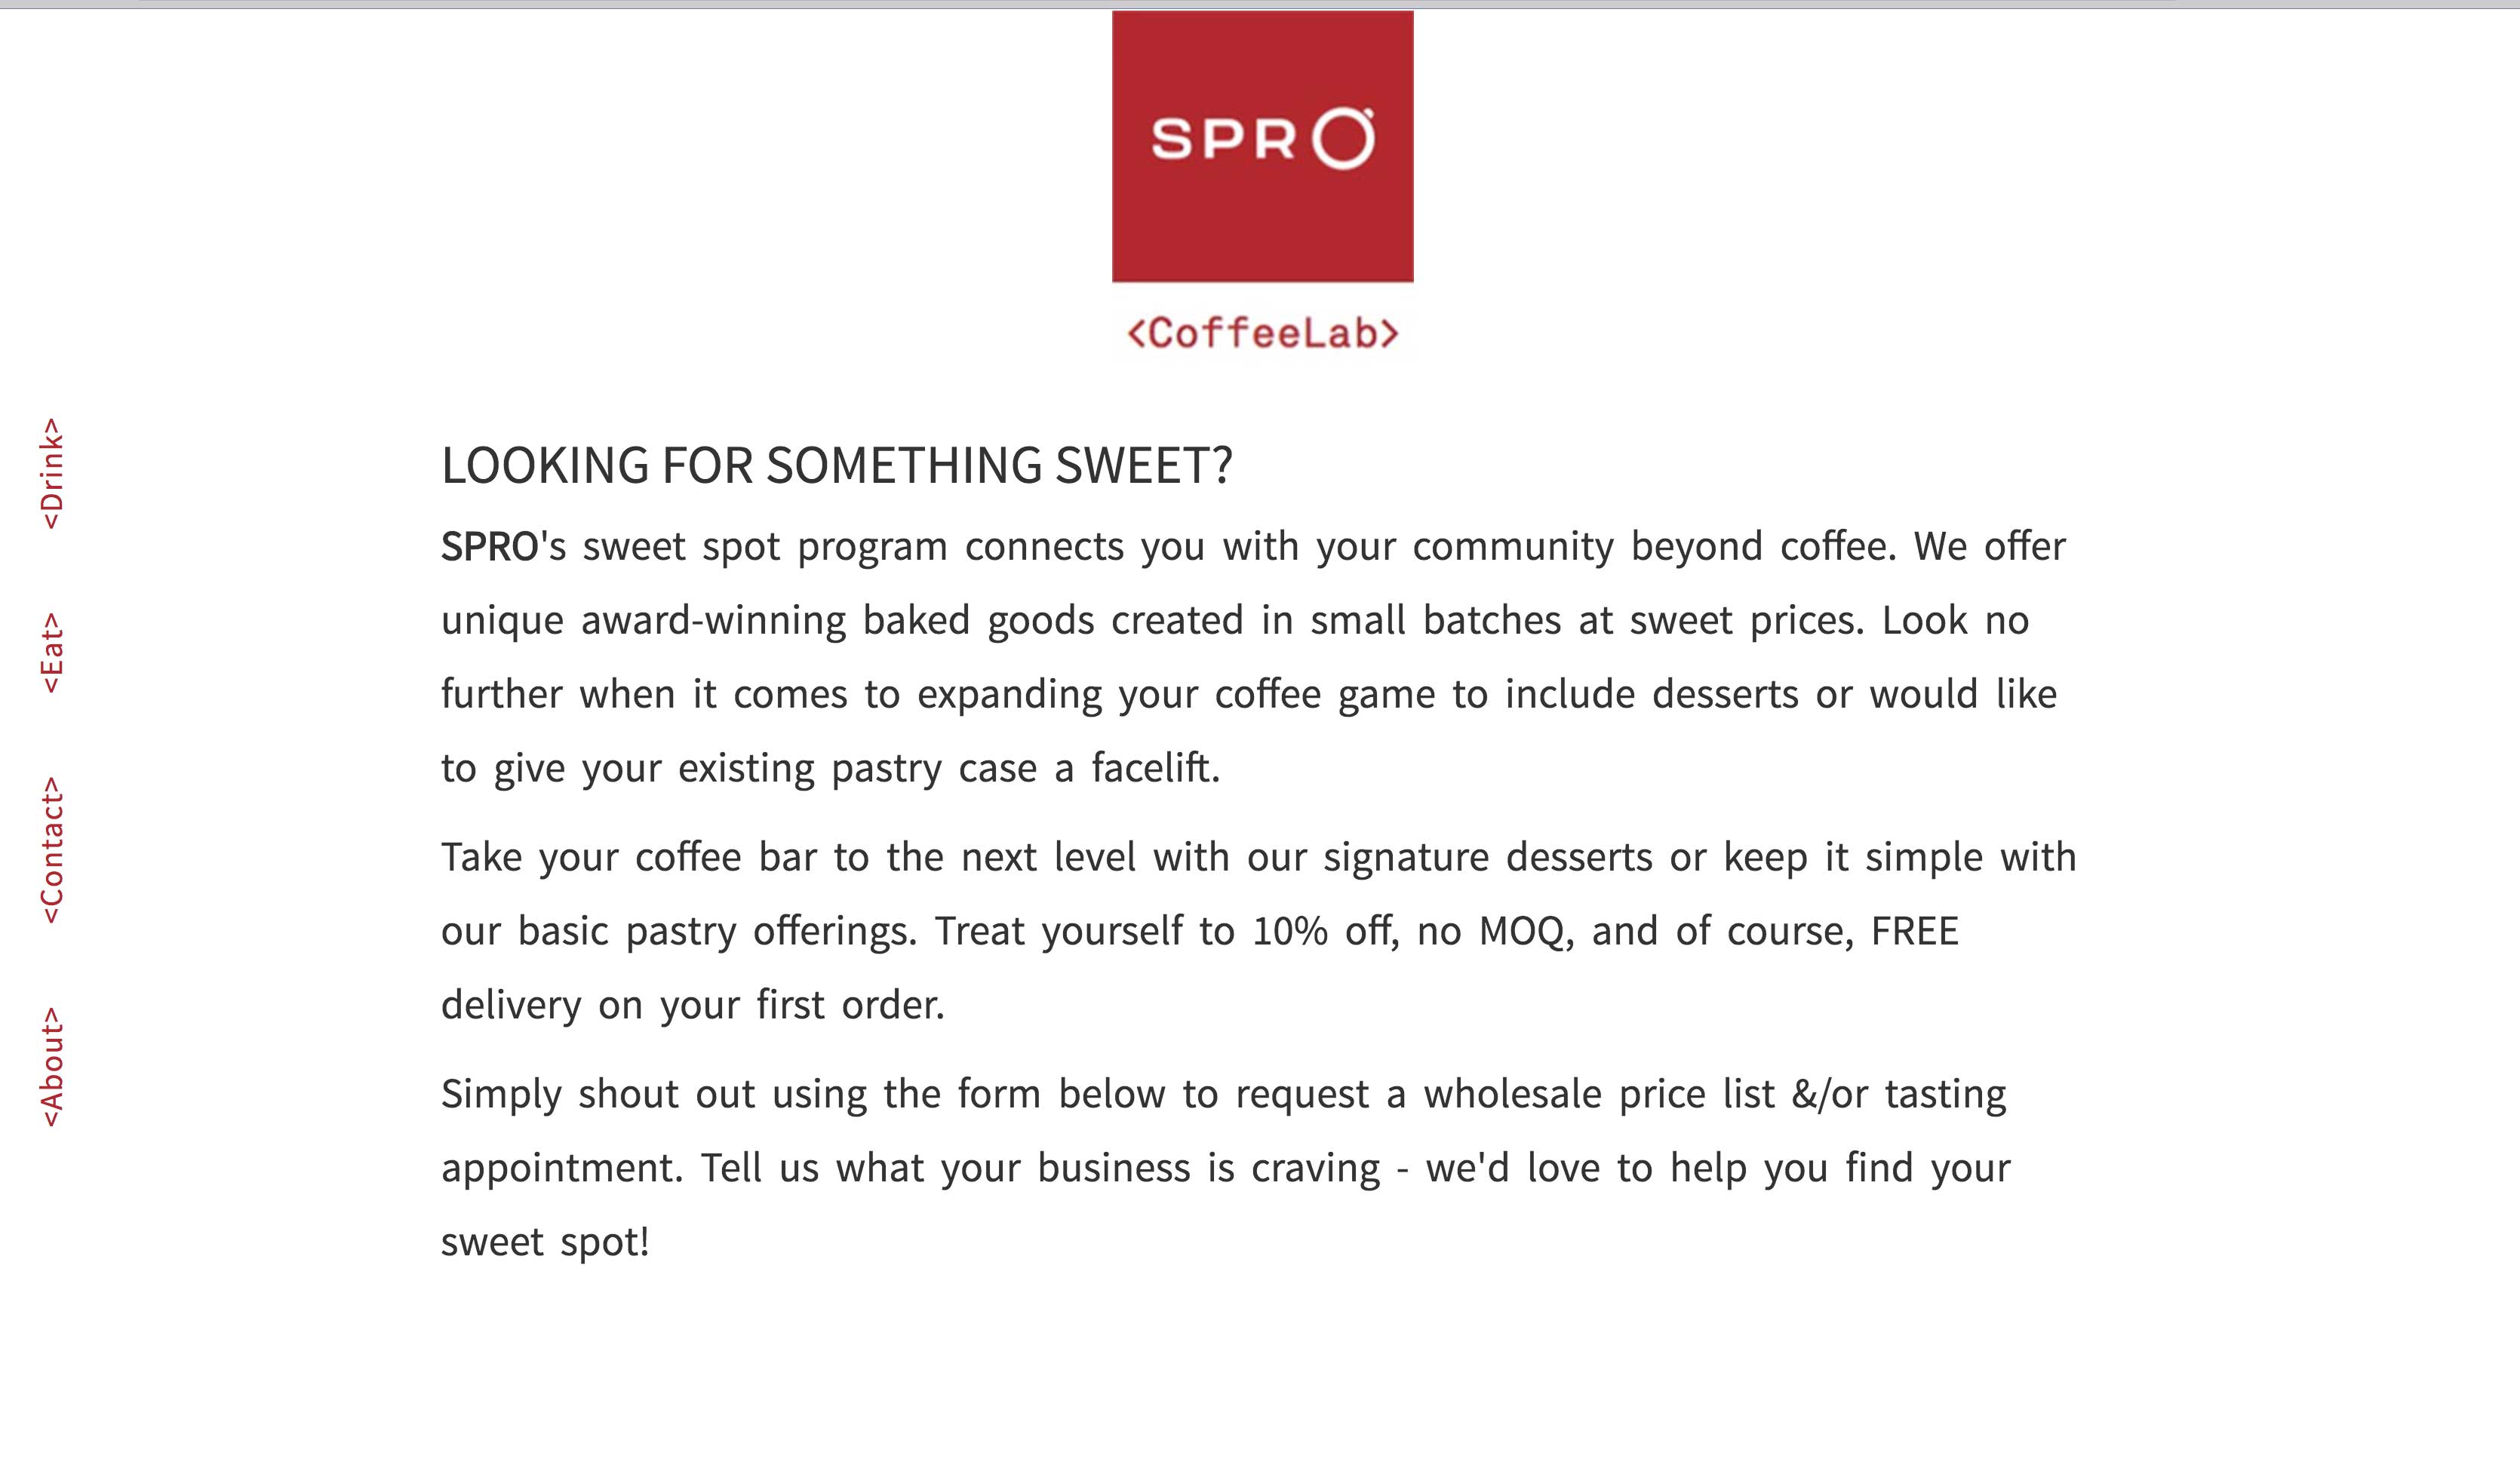 SPRO
<CoffeeLab>
<Drink>
<Eat>
<Contact>
<About>
LOOKING FOR SOMETHING SWEET?
SPRO's sweet spot program connects you with your community beyond coffee. We offer
unique award-winning baked goods created in small batches at sweet prices. Look no
further when it comes to expanding your coffee game to include desserts or would like
to give your existing pastry case a facelift.
Take your coffee bar to the next level with our signature desserts or keep it simple with
our basic pastry offerings. Treat yourself to 10% off, no MOQ, and of course, FREE
delivery on your first order.
Simply shout out using the form below to request a wholesale price list &/or tasting
appointment. Tell us what your business is craving - we'd love to help you find your
sweet spot!